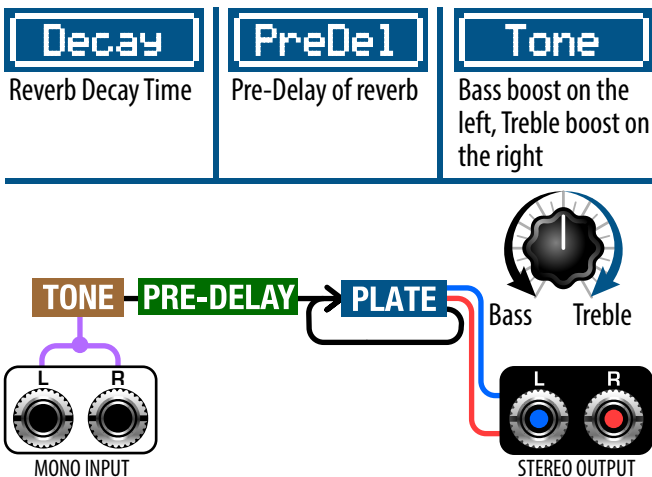 Decay
Reverb Decay Time
PreDel
Pre-Delay of reverb
Tone
Bass boost on the
left, Treble boost on
the right
Bass Treble
TONE PRE-DELAY PLATE
L R
MONO INPUT
L R
STEREO OUTPUT